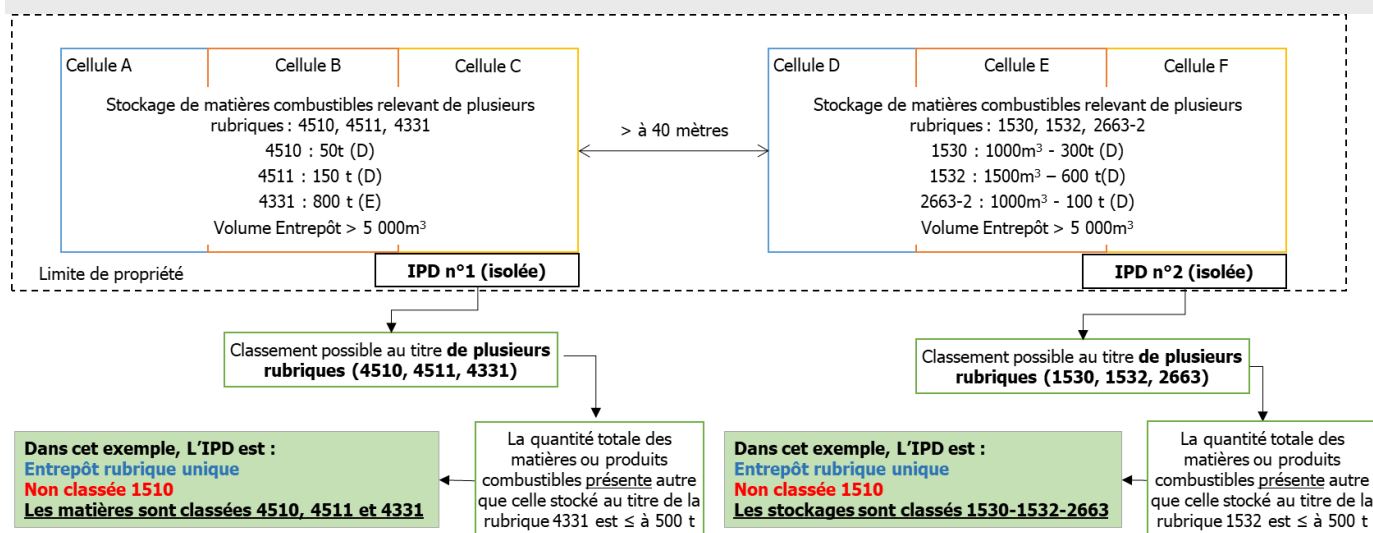 Cellule A
Cellule B
Cellule C
Stockage de matières combustibles relevant de plusieurs
rubriques : 4510, 4511, 4331
4510 : 50t (D)
4511 : 150 t (D)
4331 : 800 t (E)
Volume Entrepôt > 5 000m³
> à 40 mètres
Cellule D
Cellule E
Cellule F
Stockage de matières combustibles relevant de plusieurs
rubriques : 1530, 1532, 2663-2
1530 : 1000m³ - 300t (D)
1532 : 1500m³ – 600 t(D)
2663-2 : 1000m³ - 100 t (D)
Volume Entrepôt > 5 000m³
Limite de propriété
IPD n°1 (isolée)
IPD n°2 (isolée)
Classement possible au titre de plusieurs
rubriques (4510, 4511, 4331)
Classement possible au titre de plusieurs
rubriques (1530, 1532, 2663)
Dans cet exemple, L'IPD est :
Entrepôt rubrique unique
Non classée 1510
Les matières sont classées 4510, 4511 et 4331
La quantité totale des
matières ou produits
combustibles présente autre
que celle stocké au titre de la
rubrique 4331 est ≤ à 500 t
Dans cet exemple, L'IPD est :
Entrepôt rubrique unique
Non classée 1510
Les stockages sont classés 1530-1532-2663
La quantité totale des
matières ou produits
combustibles présente autre
que celle stocké au titre de la
rubrique 1532 est ≤ à 500 t